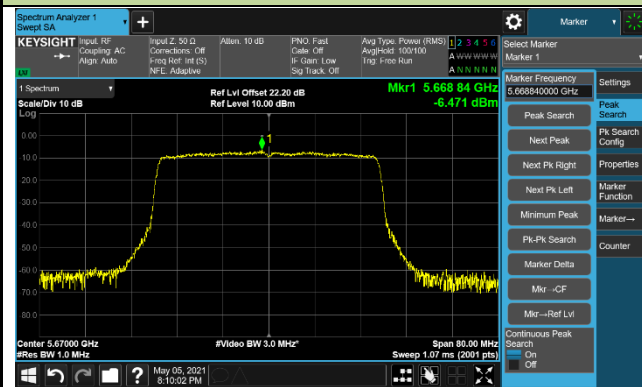 Spectrum Analyzer 1
Swept SA
Marker
KEYSIGHT
Input: RF
Coupling: AC
Align: Auto
Input Z: 50 Ω
Corrections: Off
Freq Ref: Int (S)
NFE: Adaptive
Atten: 10 dB
PNO: Fast
Gate: Off
IF Gain: Low
Sig Track: Off
Avg Type: Power (RMS)
Avg|Hold: 100/100
Trig: Free Run
1 2 3 4 5 6
A W W W W W
A N N N N N
Select Marker
Marker 1
1 Spectrum
Scale/Div 10 dB
Log
Ref Lvl Offset 22.20 dB
Ref Level 10.00 dBm
Mkr1 5.668 84 GHz
-6.471 dBm
1
0.00
-10.0
-20.0
-30.0
-40.0
-50.0
-60.0
-70.0
-80.0
Center 5.67000 GHz
#Res BW 1.0 MHz
#Video BW 3.0 MHz*
Span 80.00 MHz
Sweep 1.07 ms (2001 pts)
Marker Frequency
5.668840000 GHz
Peak Search
Next Peak
Next Pk Right
Next Pk Left
Minimum Peak
Pk-Pk Search
Marker Delta
Mkr→CF
Mkr→Ref Lvl
Continuous Peak
Search
On
Off
Settings
Peak
Search
Pk Search
Config
Properties
Marker
Function
Marker→
Counter
May 05, 2021
8:10:02 PM